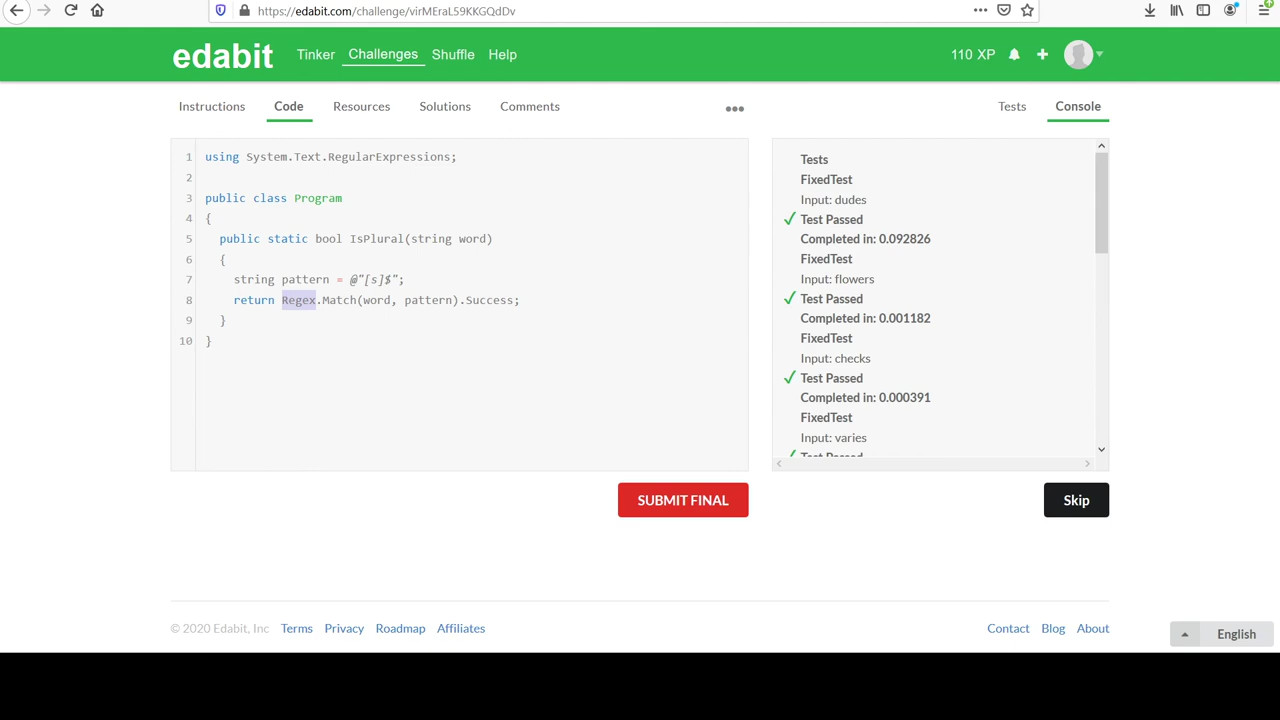 https://edabit.com/challenge/virMEraL59KKGQdDv
edabit Tinker Challenges Shuffle Help 110 XP
Instructions Code Resources Solutions Comments ••• Tests Console
1 using System.Text.RegularExpressions;
2
3 public class Program
4 {
5 public static bool IsPlural(string word)
6 {
7 string pattern = @"[s]$";
8 return Regex.Match(word, pattern).Success;
9 }
10 }
Tests
FixedTest
Input: dudes
Test Passed
Completed in: 0.092826
FixedTest
Input: flowers
Test Passed
Completed in: 0.001182
FixedTest
Input: checks
Test Passed
Completed in: 0.000391
FixedTest
Input: varies
Test Passed
SUBMIT FINAL Skip
© 2020 Edabit, Inc Terms Privacy Roadmap Affiliates Contact Blog About
English